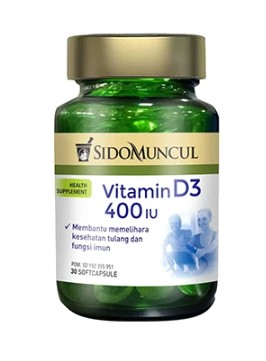 SIDOMUNCUL
HEALTH
SUPPLEMENT
Vitamin D3
400 IU
✓ Membantu memelihara
kesehatan tulang dan
fungsi imun
30 SOFTCAPSULE